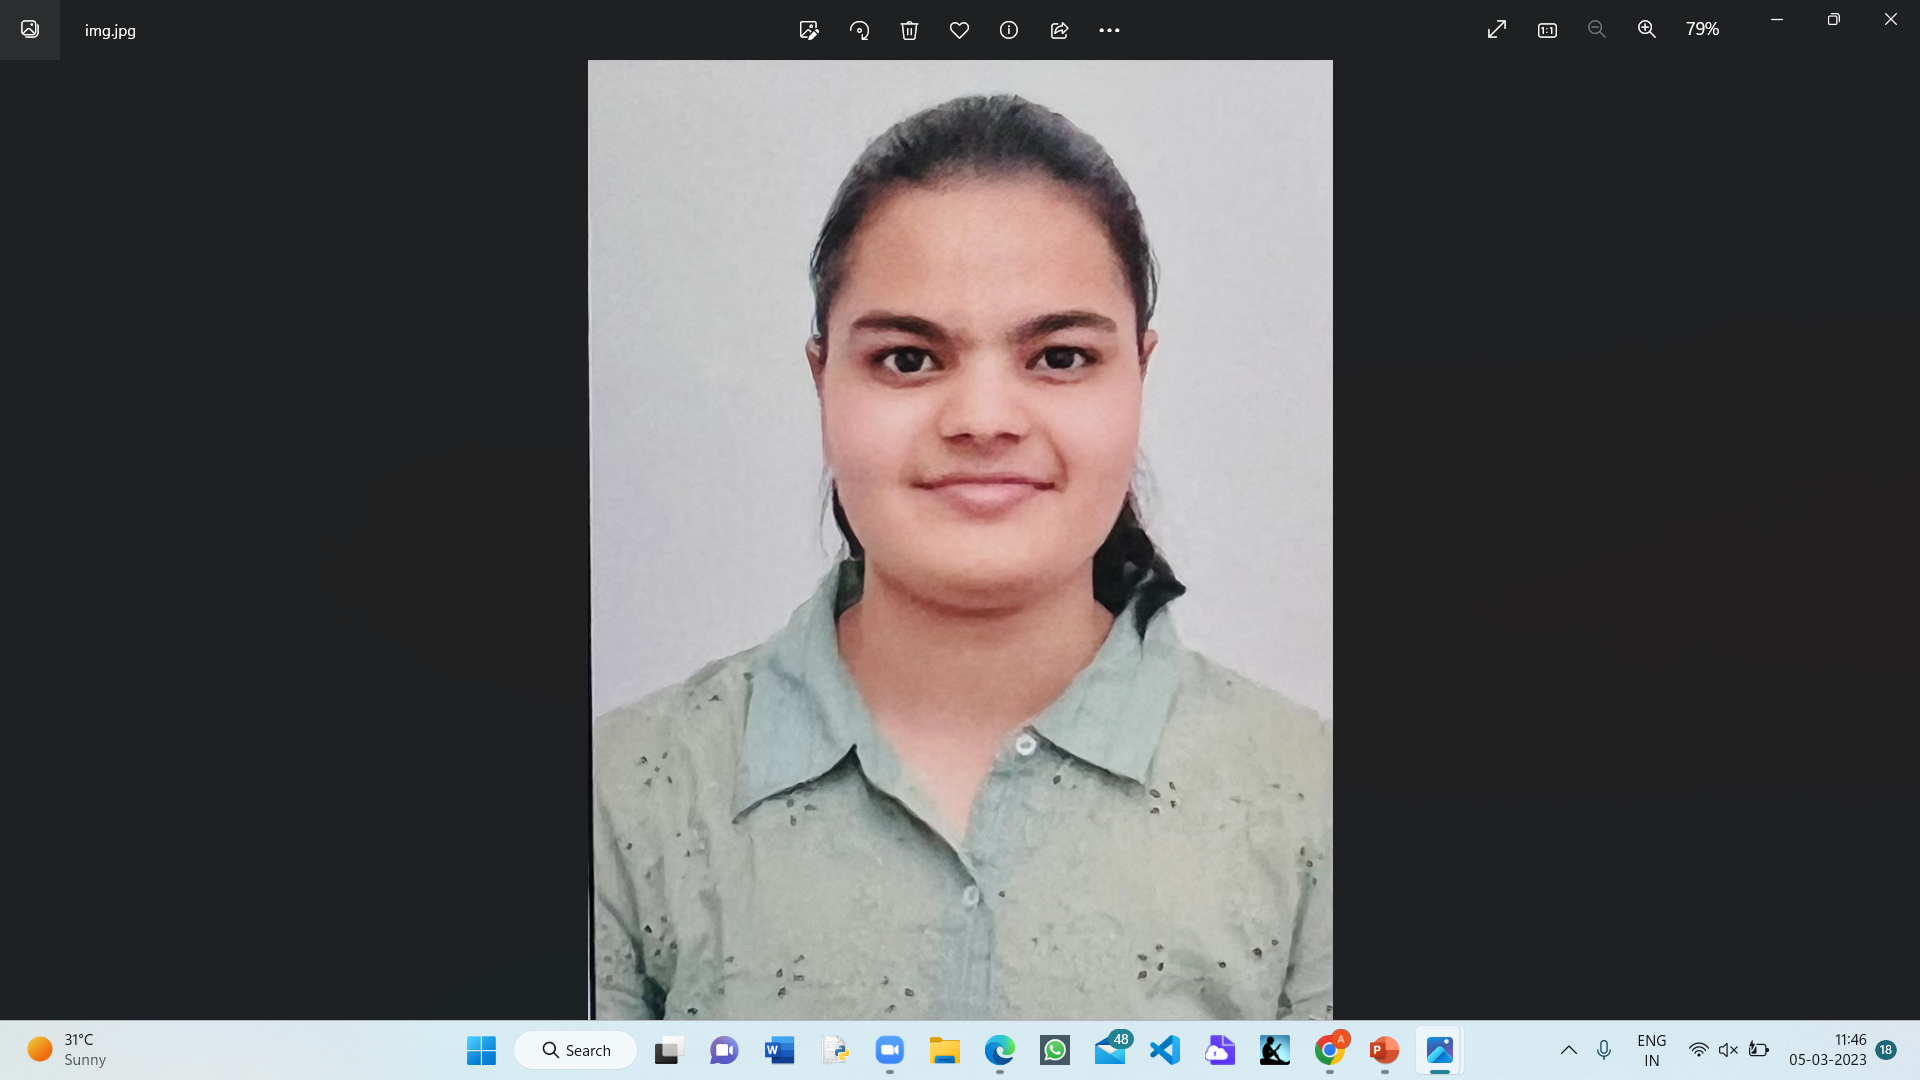 img.jpg
79%
31°C
Sunny
Search
48
A
ENG
IN
11:46
05-03-2023
18